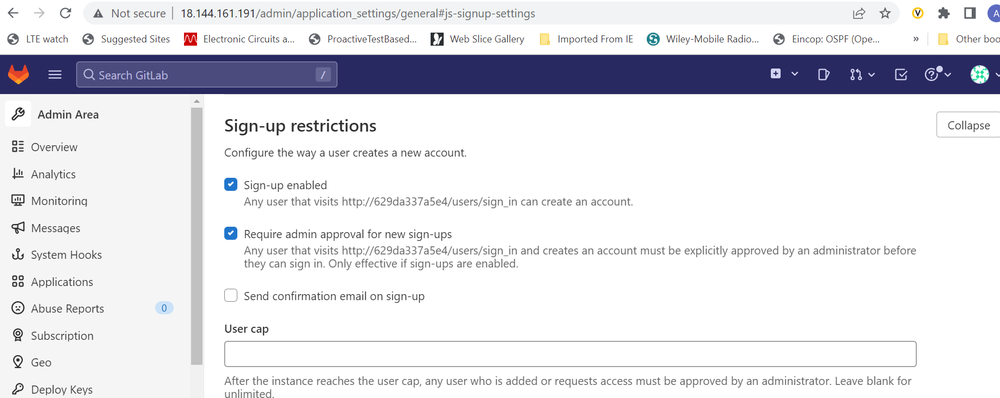 Not secure 18.144.161.191/admin/application_settings/general#js-signup-settings V A
LTE watch Suggested Sites Electronic Circuits a... ProactiveTestBased... Web Slice Gallery Imported From IE Wiley-Mobile Radio... Eincop: OSPF (Ope... » Other boo
Search GitLab /
Admin Area
Overview
Analytics
Monitoring
Messages
System Hooks
Applications
Abuse Reports 0
Subscription
Geo
Deploy Keys
Sign-up restrictions
Collapse
Configure the way a user creates a new account.
Sign-up enabled
Any user that visits http://629da337a5e4/users/sign_in can create an account.
Require admin approval for new sign-ups
Any user that visits http://629da337a5e4/users/sign_in and creates an account must be explicitly approved by an administrator before
they can sign in. Only effective if sign-ups are enabled.
Send confirmation email on sign-up
User cap
After the instance reaches the user cap, any user who is added or requests access must be approved by an administrator. Leave blank for
unlimited.